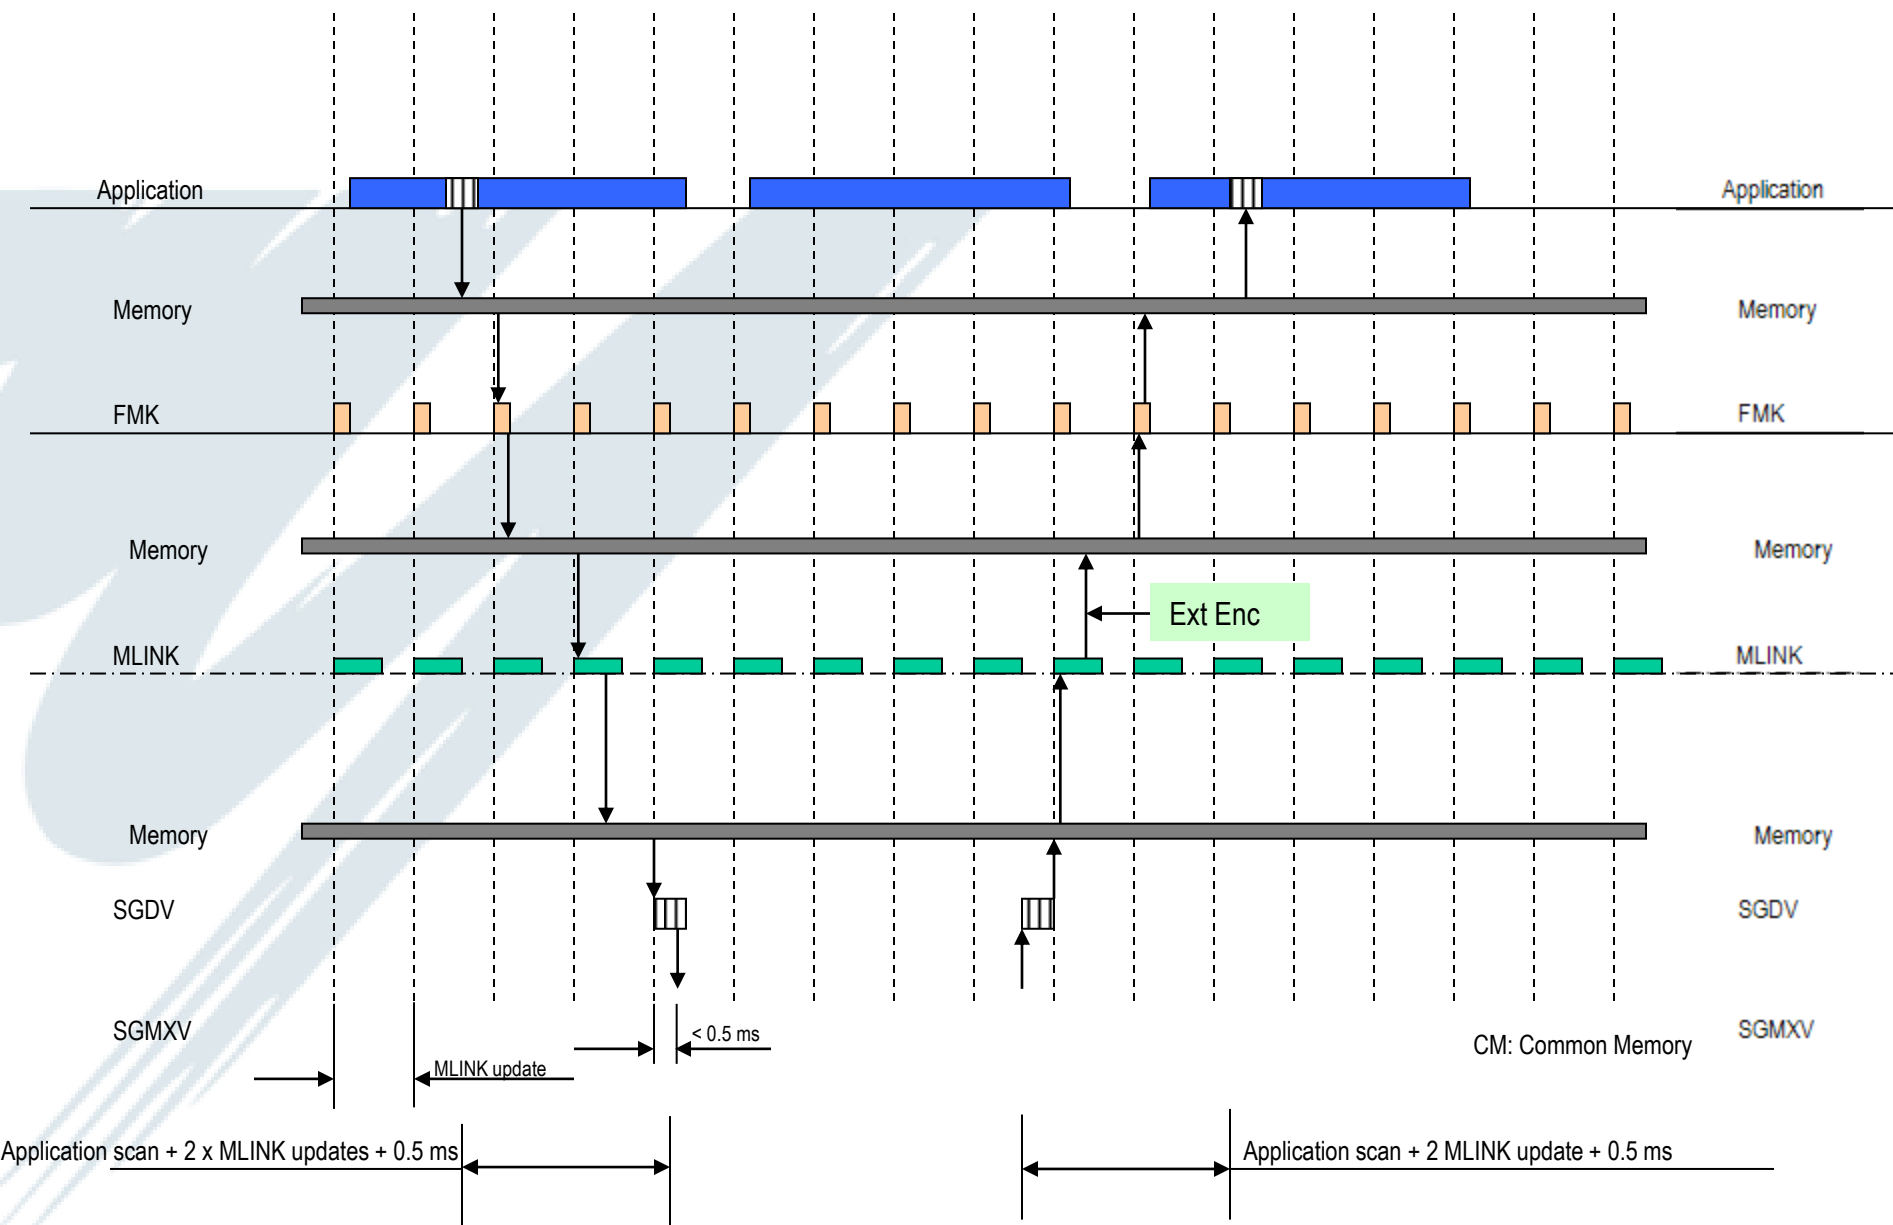 Application Application
Memory Memory
FMK FMK
Memory Memory
Ext Enc
MLINK MLINK
Memory Memory
SGDV SGDV
SGMXV < 0.5 ms CM: Common Memory SGMXV
MLINK update
Application scan + 2 x MLINK updates + 0.5 ms Application scan + 2 MLINK update + 0.5 ms